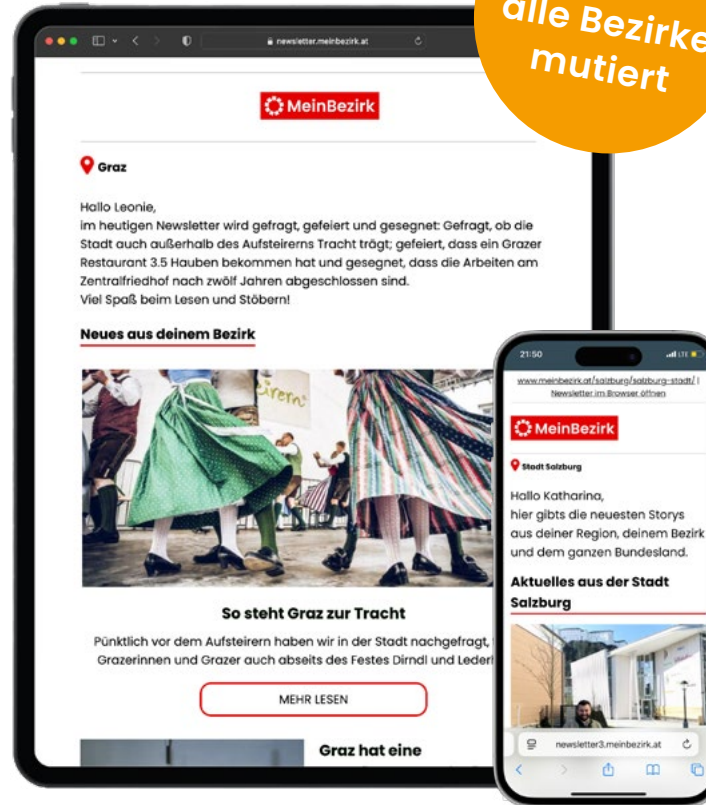 alle Bezirke
mutiert
newsletter.meinbezirk.at
MeinBezirk
Graz
Hallo Leonie,
im heutigen Newsletter wird gefragt, gefeiert und gesegnet: Gefragt, ob die
Stadt auch außerhalb des Aufsteirerns Tracht trägt; gefeiert, dass ein Grazer
Restaurant 3.5 Hauben bekommen hat und gesegnet, dass die Arbeiten am
Zentralfriedhof nach zwölf Jahren abgeschlossen sind.
Viel Spaß beim Lesen und Stöbern!
Neues aus deinem Bezirk
So steht Graz zur Tracht
Pünktlich vor dem Aufsteirern haben wir in der Stadt nachgefragt,
Grazerinnen und Grazer auch abseits des Festes Dirndl und
MEHR LESEN
Graz hat eine
21:50
LTE
www.meinbezirk.at/salzburg/salzburg-stadt/ |
Newsletter im Browser öffnen
MeinBezirk
Stadt Salzburg
Hallo Katharina,
hier gibts die neuesten Storys
aus deiner Region, deinem Bezirk
und dem ganzen Bundesland.
Aktuelles aus der Stadt
Salzburg
newsletter3.meinbezirk.at